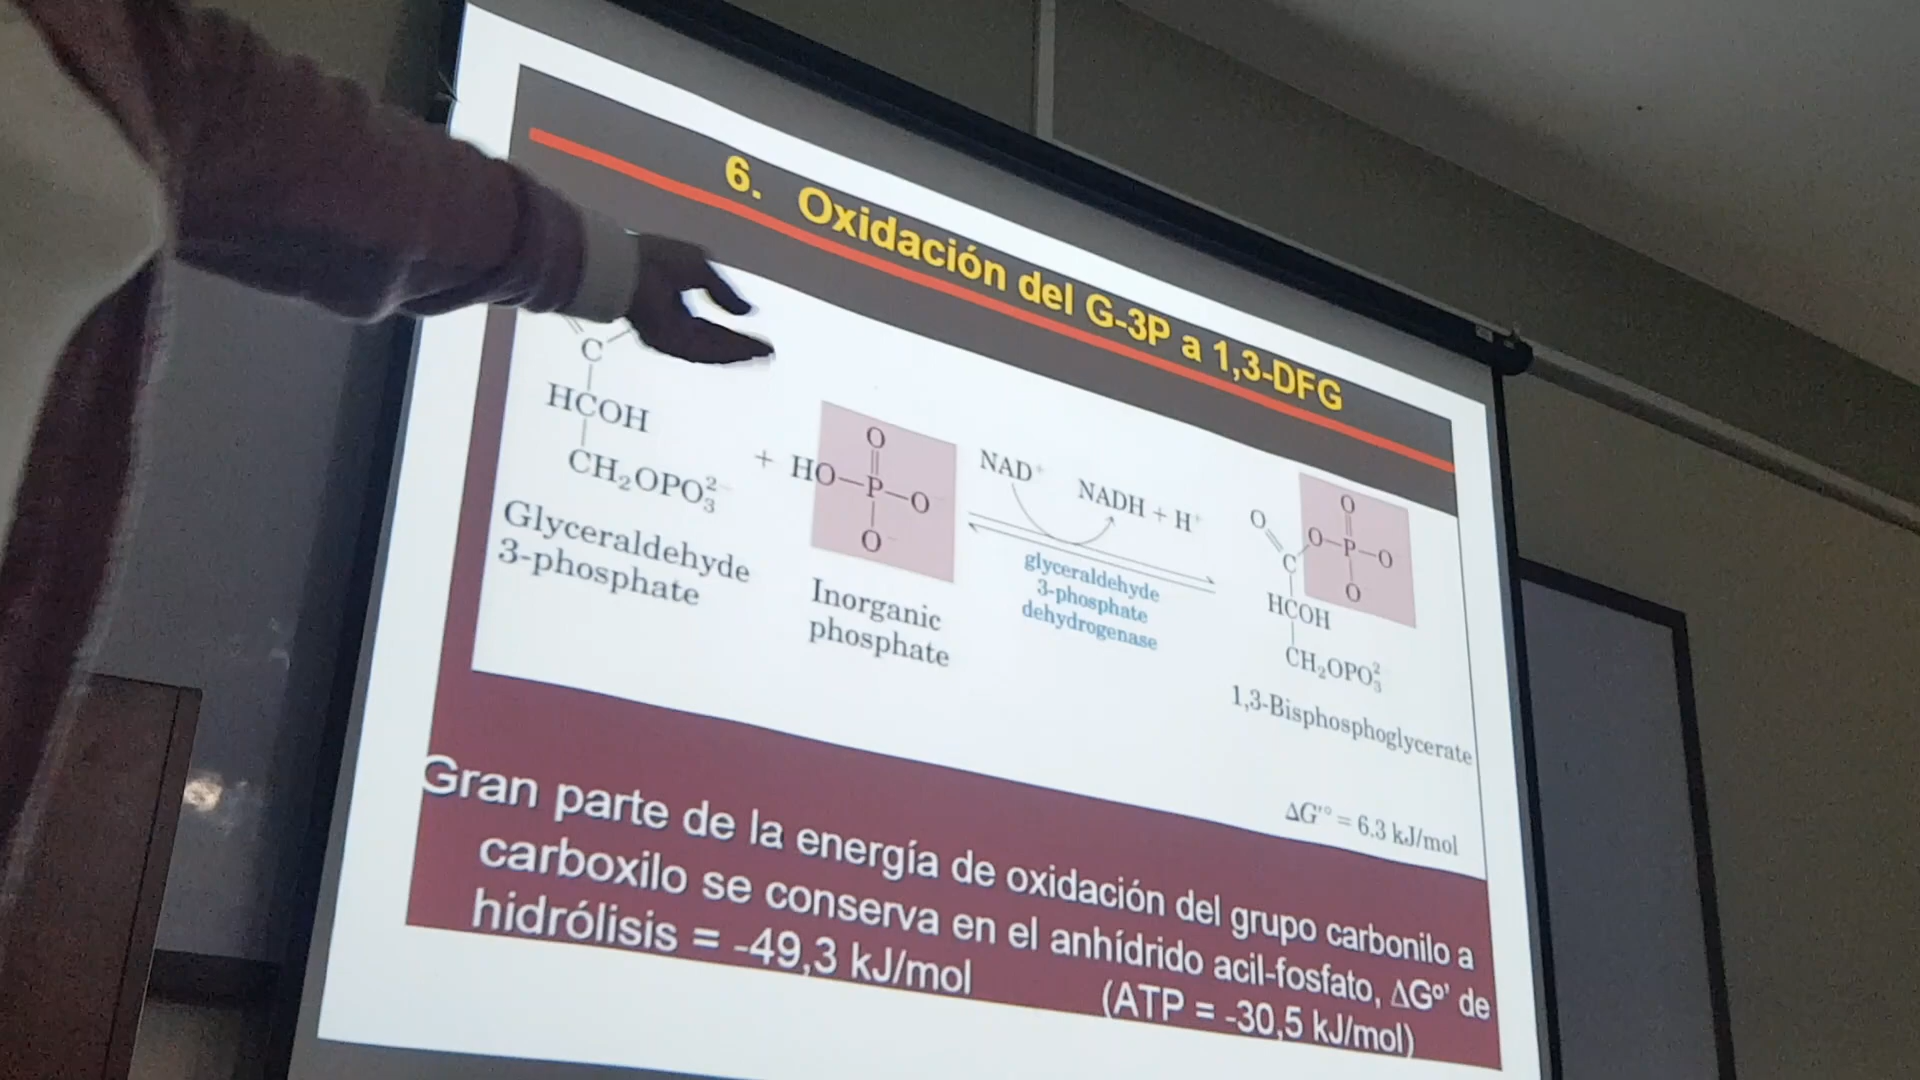 6. Oxidación del G-3P a 1,3-DFG
C
HCOH
CH₂OPO₃²⁻
Glyceraldehyde
3-phosphate
+
O
HO—P—O⁻
O⁻
Inorganic
phosphate
NAD⁺
NADH + H⁺
glyceraldehyde
3-phosphate
dehydrogenase
O
O
O—P—O
C
O
HCOH
CH₂OPO₃²
1,3-Bisphosphoglycerate
ΔG'° = 6.3 kJ/mol
Gran parte de la energía de oxidación del grupo carbonilo a
carboxilo se conserva en el anhídrido acil-fosfato, ΔGº' de
hidrólisis = -49,3 kJ/mol (ATP = -30,5 kJ/mol)